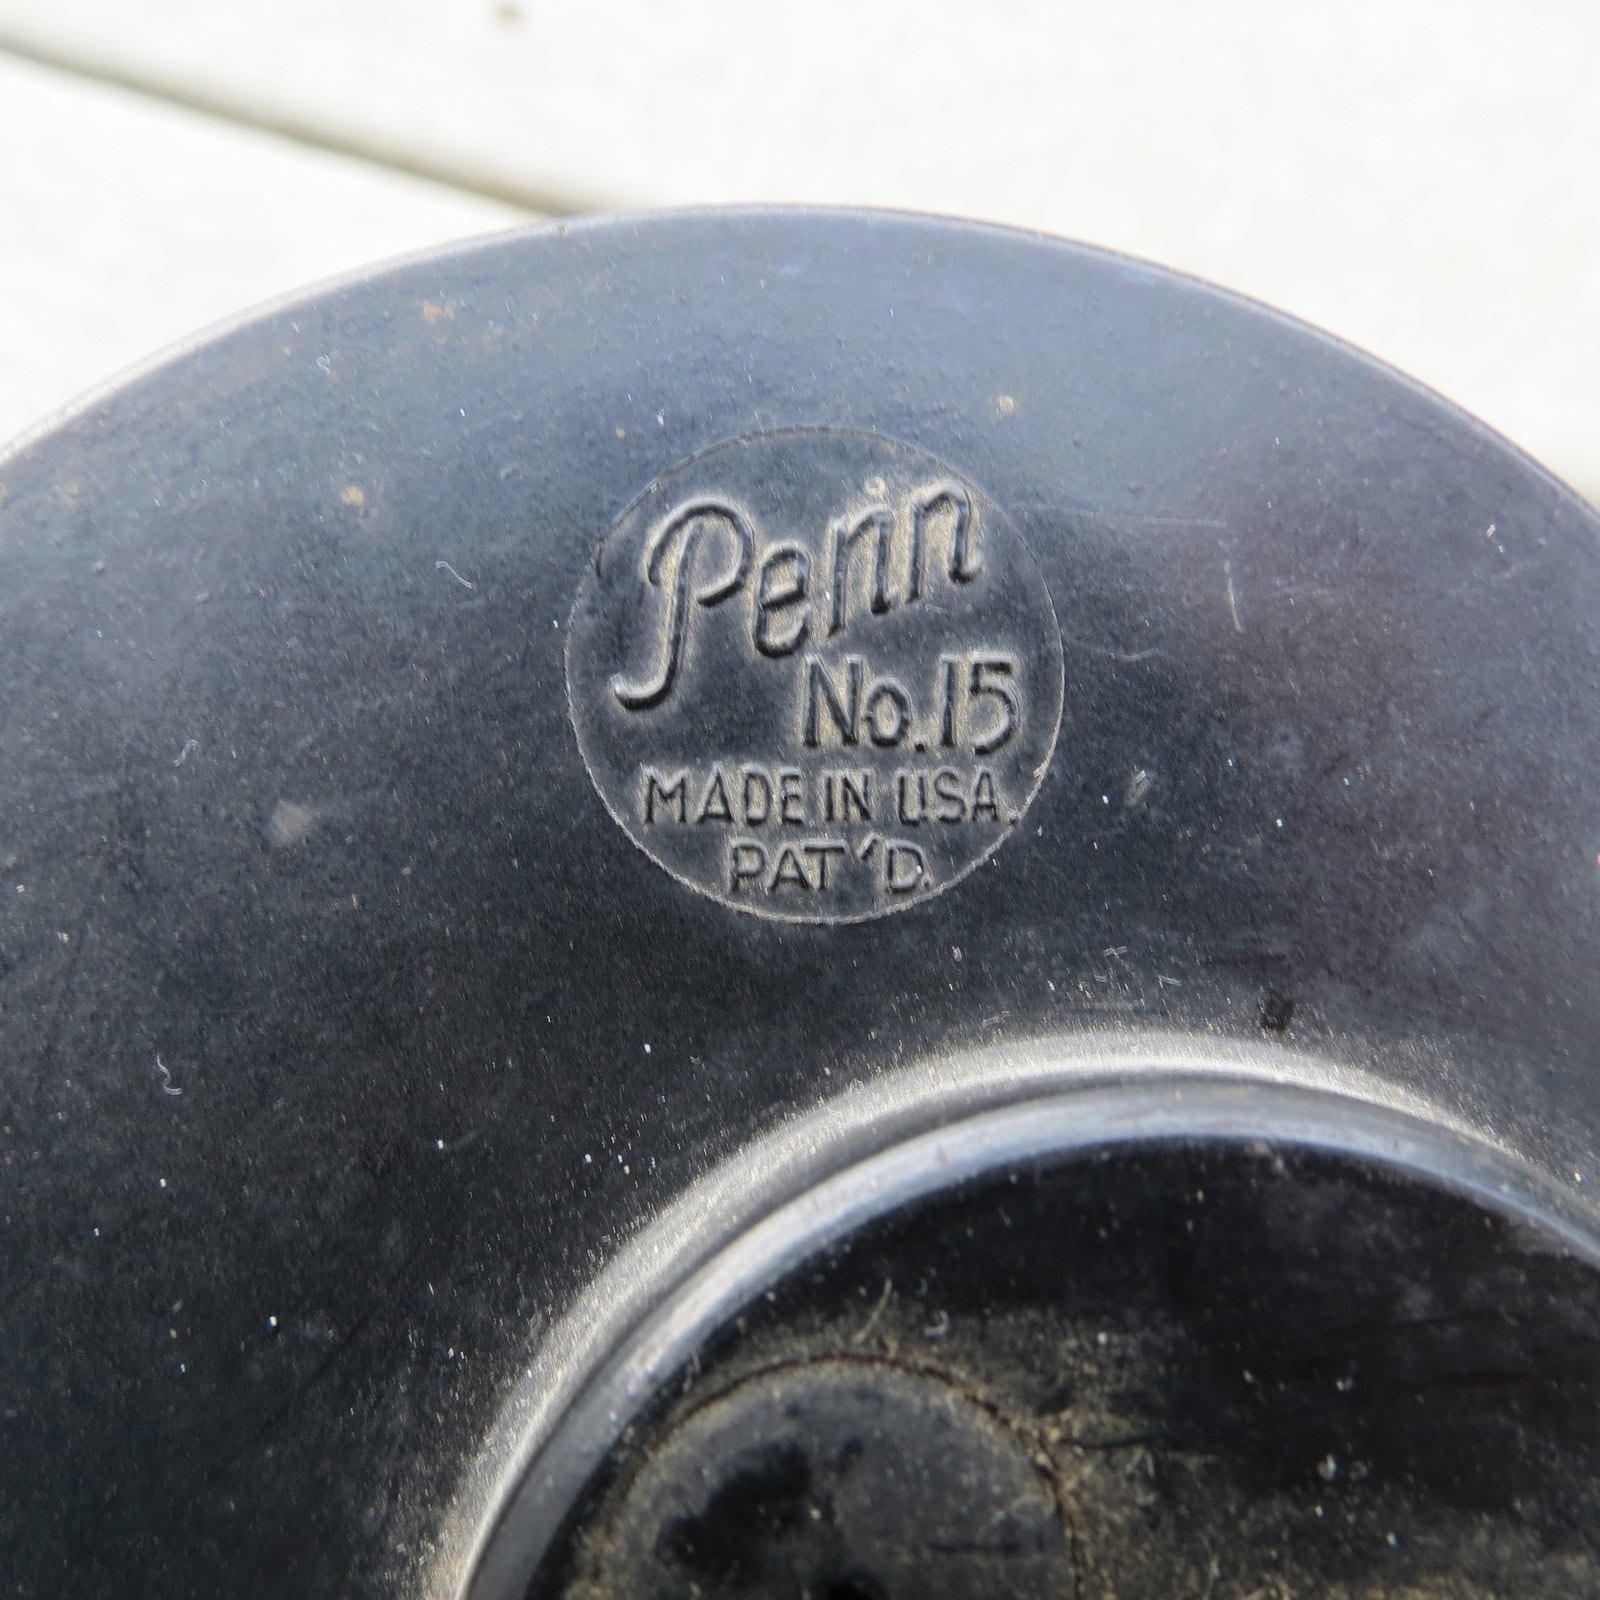 Penn
No. 15
MADE IN USA.
PAT'D.